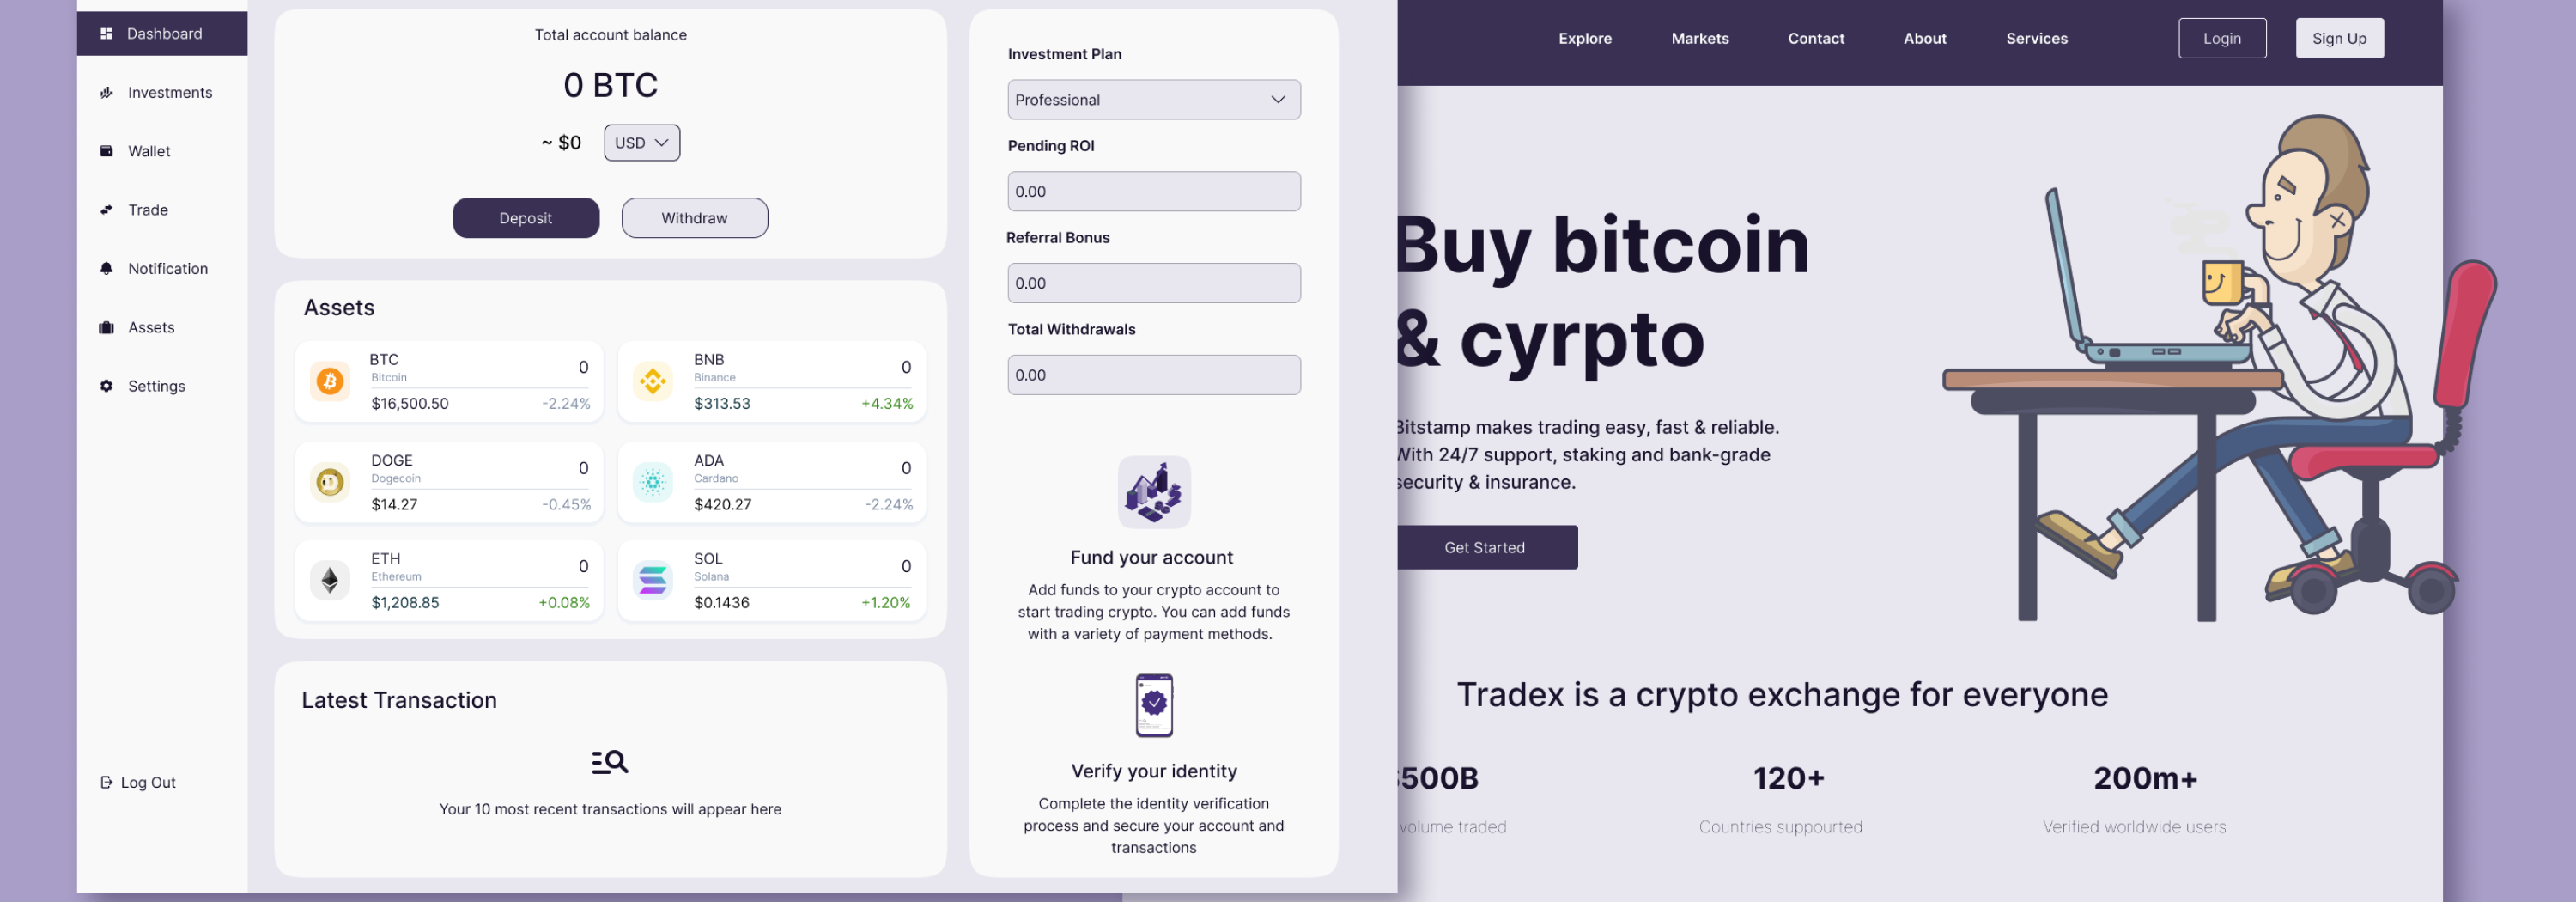 Dashboard
Investments
Wallet
Trade
Notification
Assets
Settings
Log Out
Total account balance
0 BTC
~ $0
USD
Deposit
Withdraw
Assets
BTC
Bitcoin
0
$16,500.50
-2.24%
BNB
Binance
0
$313.53
+4.34%
DOGE
Dogecoin
0
$14.27
-0.45%
ADA
Cardano
0
$420.27
-2.24%
ETH
Ethereum
0
$1,208.85
+0.08%
SOL
Solana
0
$0.1436
+1.20%
Latest Transaction
Your 10 most recent transactions will appear here
Investment Plan
Professional
Pending ROI
0.00
Referral Bonus
0.00
Total Withdrawals
0.00
Fund your account
Add funds to your crypto account to
start trading crypto. You can add funds
with a variety of payment methods.
Verify your identity
Complete the identity verification
process and secure your account and
transactions
Explore
Markets
Contact
About
Services
Login
Sign Up
Buy bitcoin
& cyrpto
Bitstamp makes trading easy, fast & reliable.
With 24/7 support, staking and bank-grade
security & insurance.
Get Started
Tradex is a crypto exchange for everyone
$500B
volume traded
120+
Countries suppourted
200m+
Verified worldwide users